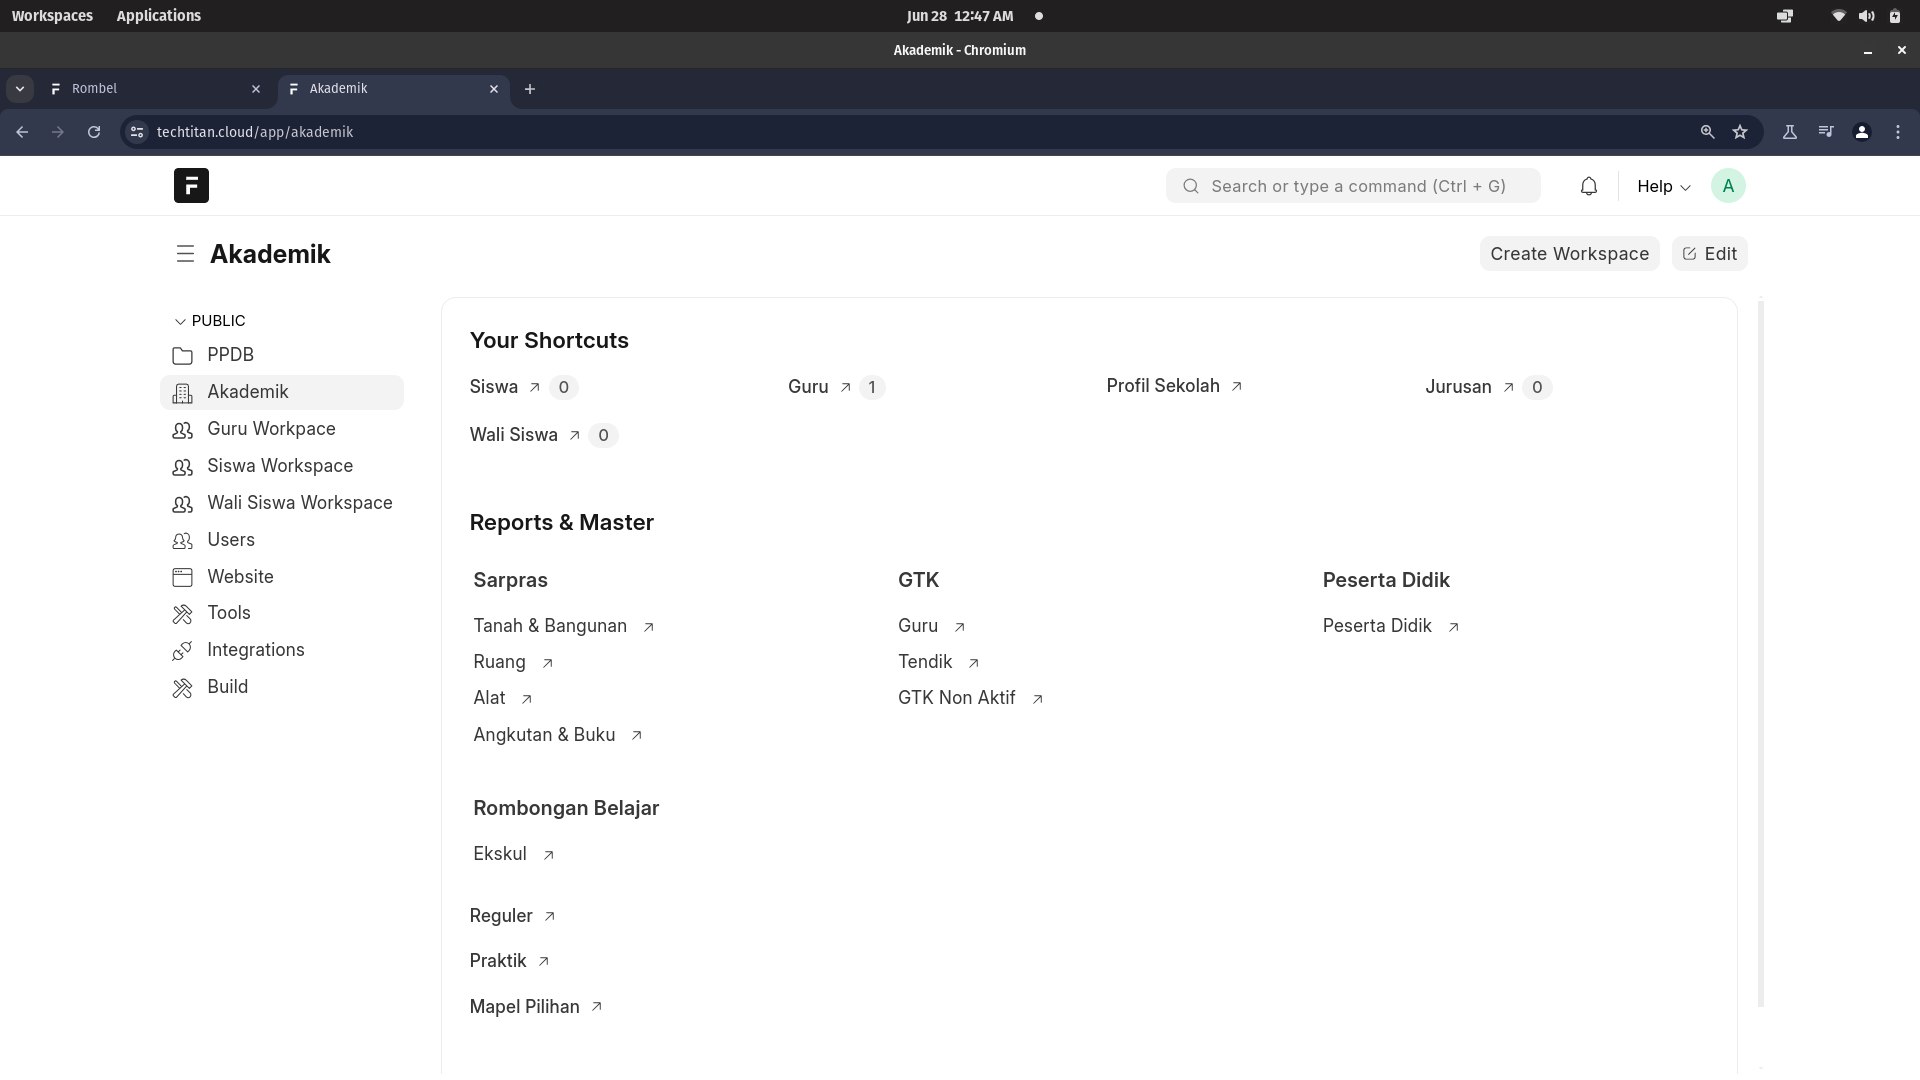 Workspaces Applications Jun 28 12:47 AM
Akademik - Chromium
Rombel Akademik
techtitan.cloud/app/akademik
Search or type a command (Ctrl + G) Help A
Akademik Create Workspace Edit
PUBLIC
PPDB
Akademik
Guru Workpace
Siswa Workspace
Wali Siswa Workspace
Users
Website
Tools
Integrations
Build
Your Shortcuts
Siswa 0 Guru 1 Profil Sekolah Jurusan 0
Wali Siswa 0
Reports & Master
Sarpras
Tanah & Bangunan
Ruang
Alat
Angkutan & Buku
GTK
Guru
Tendik
GTK Non Aktif
Peserta Didik
Peserta Didik
Rombongan Belajar
Ekskul
Reguler
Praktik
Mapel Pilihan